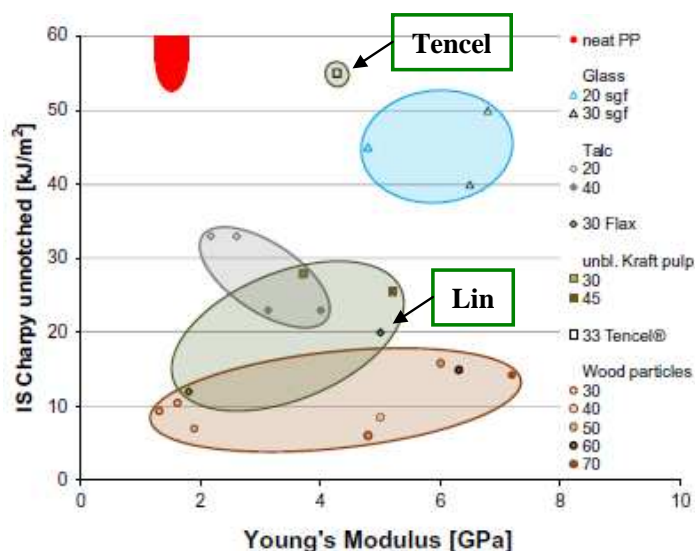 60
50
40
30
20
10
0
0 2 4 6 8 10
IS Charpy unnotched [kJ/m²]
Young's Modulus [GPa]
Tencel
Lin
neat PP
Glass
20 sgf
30 sgf
Talc
20
40
30 Flax
unbl. Kraft pulp
30
45
33 Tencel®
Wood particles
30
40
50
60
70